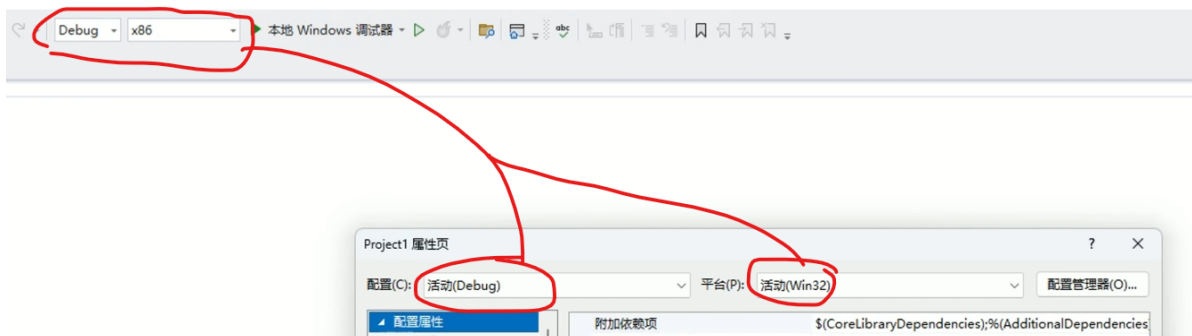 Debug x86 本地 Windows 调试器 abc
Project1 属性页 ?
配置(C): 活动(Debug) 平台(P): 活动(Win32) 配置管理器(O)...
配置属性 附加依赖项 $(CoreLibraryDependencies);%(AdditionalDependencies